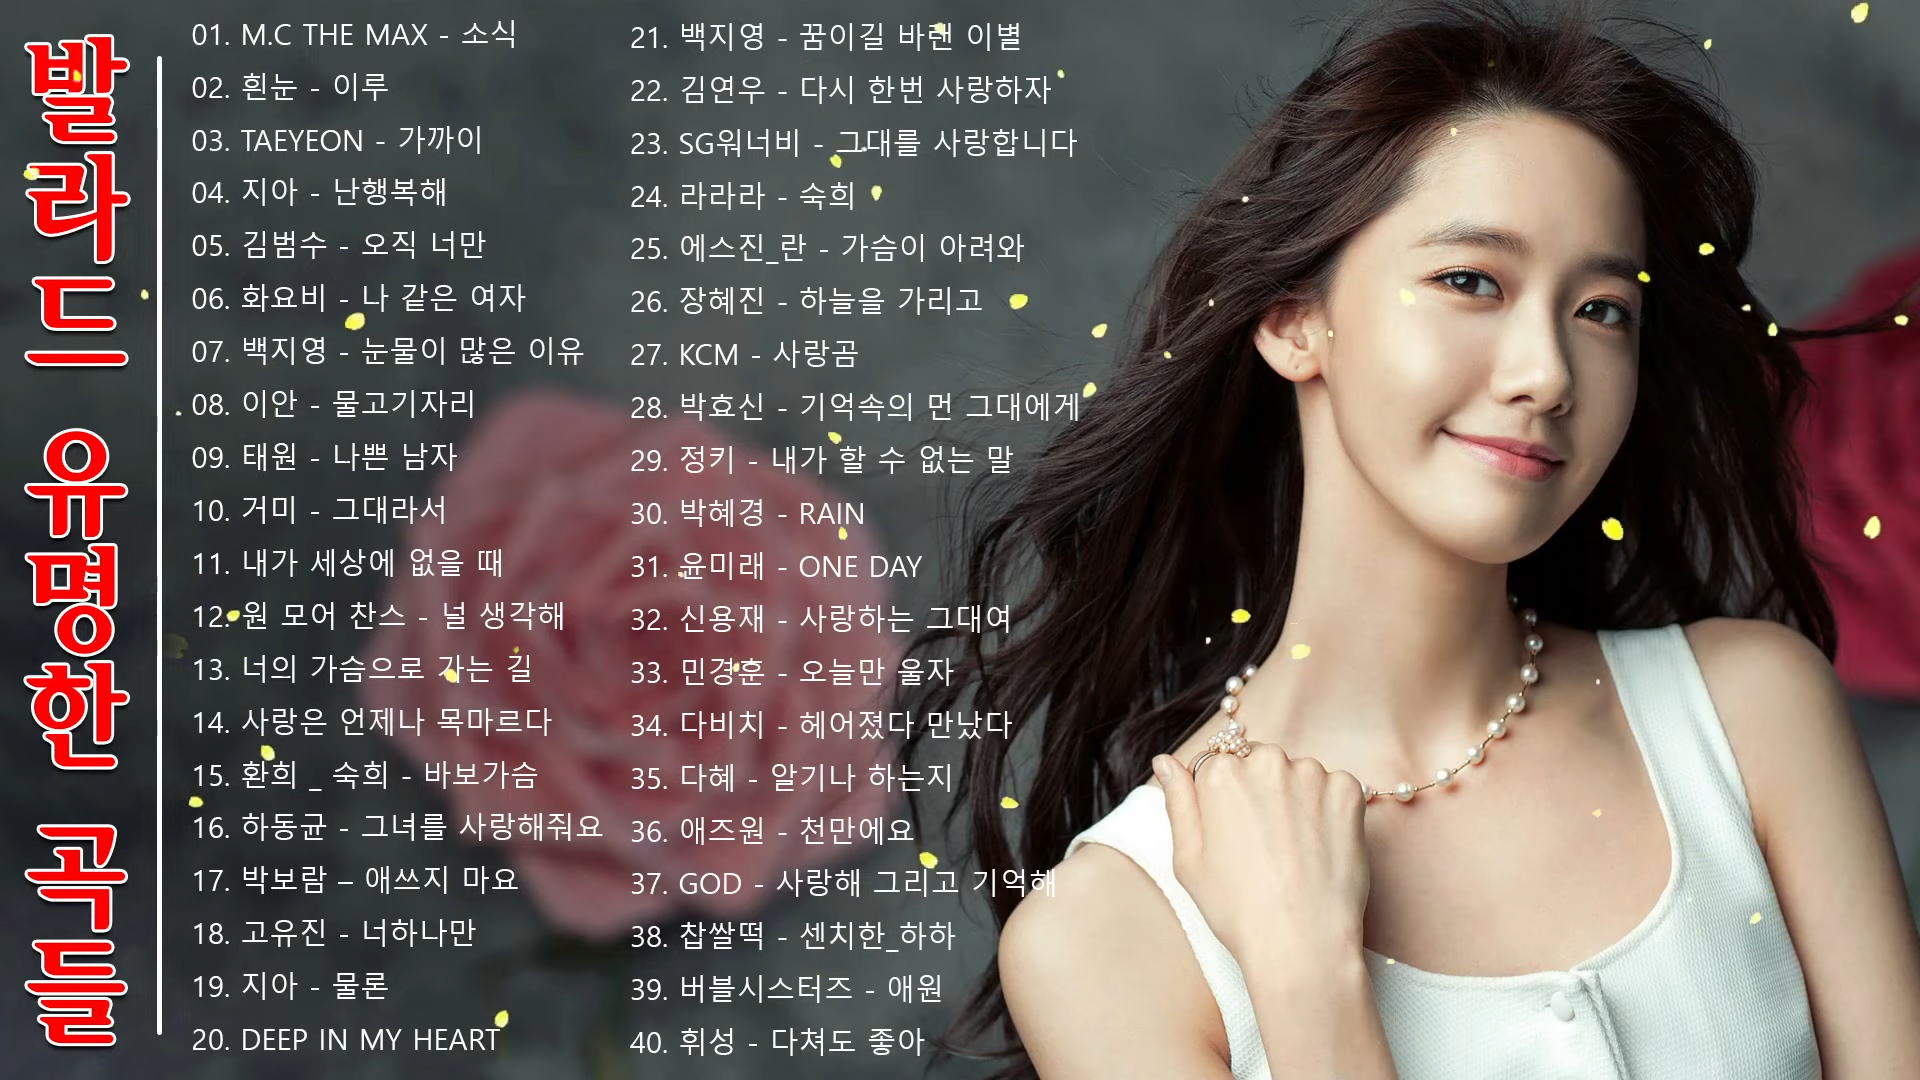 발라드 유명한 곡들
01. M.C THE MAX - 소식
02. 흰눈 - 이루
03. TAEYEON - 가까이
04. 지아 - 난행복해
05. 김범수 - 오직 너만
06. 화요비 - 나 같은 여자
07. 백지영 - 눈물이 많은 이유
08. 이안 - 물고기자리
09. 태원 - 나쁜 남자
10. 거미 - 그대라서
11. 내가 세상에 없을 때
12. 원 모어 찬스 - 널 생각해
13. 너의 가슴으로 가는 길
14. 사랑은 언제나 목마르다
15. 환희 _ 숙희 - 바보가슴
16. 하동균 - 그녀를 사랑해줘요
17. 박보람 – 애쓰지 마요
18. 고유진 - 너하나만
19. 지아 - 물론
20. DEEP IN MY HEART
21. 백지영 - 꿈이길 바랜 이별
22. 김연우 - 다시 한번 사랑하자
23. SG워너비 - 그대를 사랑합니다
24. 라라라 - 숙희
25. 에스진_란 - 가슴이 아려와
26. 장혜진 - 하늘을 가리고
27. KCM - 사랑곰
28. 박효신 - 기억속의 먼 그대에게
29. 정키 - 내가 할 수 없는 말
30. 박혜경 - RAIN
31. 윤미래 - ONE DAY
32. 신용재 - 사랑하는 그대여
33. 민경훈 - 오늘만 울자
34. 다비치 - 헤어졌다 만났다
35. 다혜 - 알기나 하는지
36. 애즈원 - 천만에요
37. GOD - 사랑해 그리고 기억해
38. 찹쌀떡 - 센치한_하하
39. 버블시스터즈 - 애원
40. 휘성 - 다쳐도 좋아